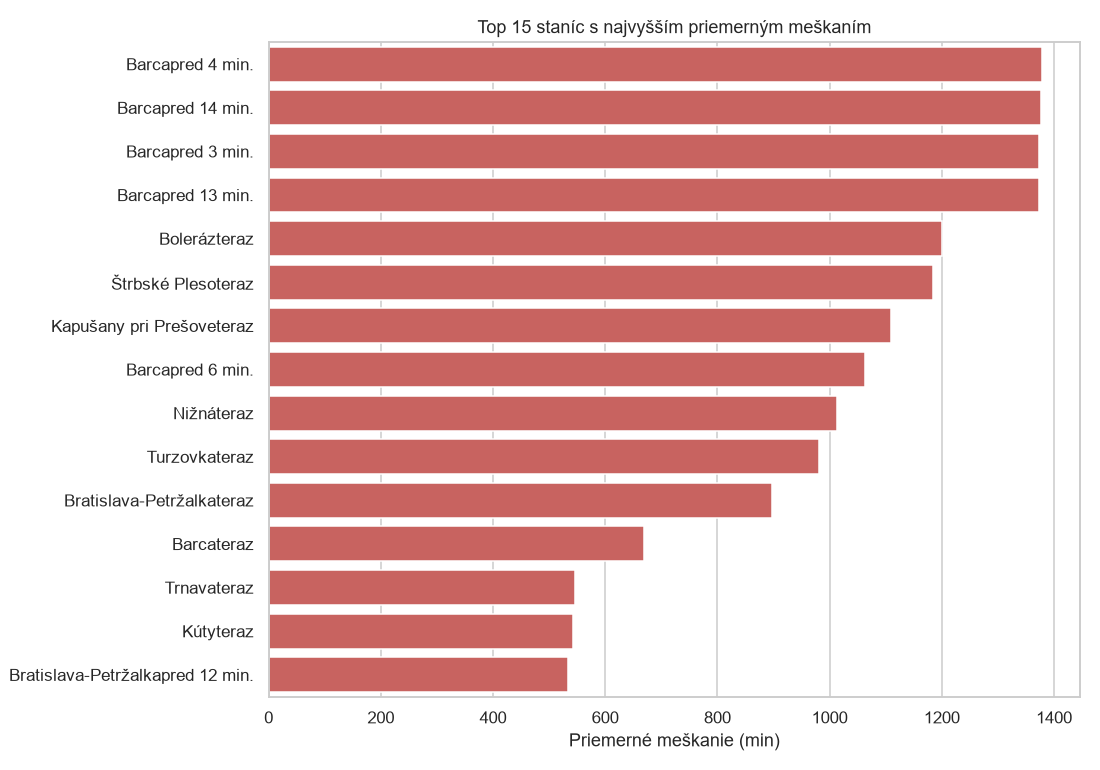 Top 15 staníc s najvyšším priemerným meškaním
Barcapred 4 min.
Barcapred 14 min.
Barcapred 3 min.
Barcapred 13 min.
Bolerázteraz
Štrbské Plesoteraz
Kapušany pri Prešoveteraz
Barcapred 6 min.
Nižnáteraz
Turzovkateraz
Bratislava-Petržalkateraz
Barcateraz
Trnavateraz
Kútyteraz
Bratislava-Petržalkapred 12 min.
0 200 400 600 800 1000 1200 1400
Priemerné meškanie (min)